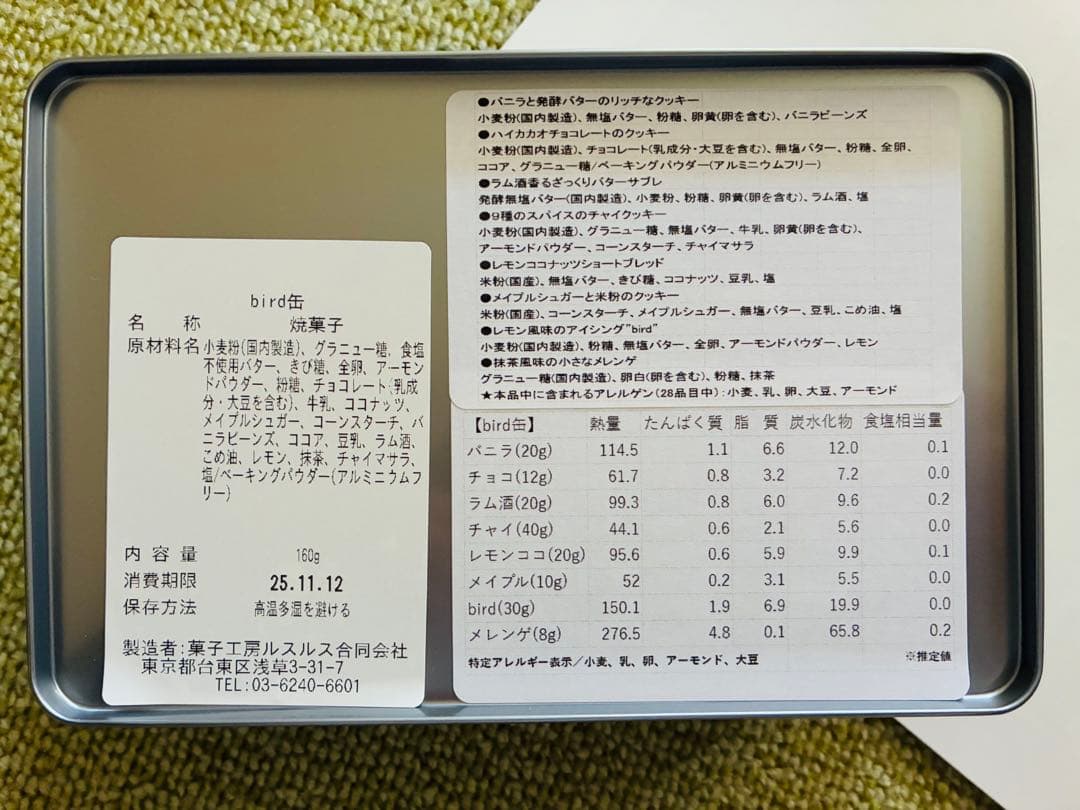 bird缶
名　　称　　焼菓子
原材料名 小麦粉(国内製造)、グラニュー糖、食塩
不使用バター、きび糖、全卵、アーモン
ドパウダー、粉糖、チョコレート(乳成
分・大豆を含む)、牛乳、ココナッツ、
メイプルシュガー、コーンスターチ、バ
ニラビーンズ、ココア、豆乳、ラム酒、
こめ油、レモン、抹茶、チャイマサラ、
塩/ベーキングパウダー(アルミニウムフ
リー)
内 容 量　　160g
消費期限　　25.11.12
保存方法　　高温多湿を避ける
製造者:菓子工房ルスルス合同会社
東京都台東区浅草3-31-7
TEL:03-6240-6601
●バニラと発酵バターのリッチなクッキー
小麦粉(国内製造)、無塩バター、粉糖、卵黄(卵を含む)、バニラビーンズ
●ハイカカオチョコレートのクッキー
小麦粉(国内製造)、チョコレート(乳成分・大豆を含む)、無塩バター、粉糖、全卵、
ココア、グラニュー糖/ベーキングパウダー(アルミニウムフリー)
●ラム酒香るざっくりバターサブレ
発酵無塩バター(国内製造)、小麦粉、粉糖、卵黄(卵を含む)、ラム酒、塩
●9種のスパイスのチャイクッキー
小麦粉(国内製造)、グラニュー糖、無塩バター、牛乳、卵黄(卵を含む)、
アーモンドパウダー、コーンスターチ、チャイマサラ
●レモンココナッツショートブレッド
米粉(国産)、無塩バター、きび糖、ココナッツ、豆乳、塩
●メイプルシュガーと米粉のクッキー
米粉(国産)、コーンスターチ、メイプルシュガー、無塩バター、豆乳、こめ油、塩
●レモン風味のアイシング"bird"
小麦粉(国内製造)、粉糖、無塩バター、全卵、アーモンドパウダー、レモン
●抹茶風味の小さなメレンゲ
グラニュー糖(国内製造)、卵白(卵を含む)、粉糖、抹茶
★本品中に含まれるアレルゲン(28品目中):小麦、乳、卵、大豆、アーモンド
【bird缶】 熱量 たんぱく質 脂　質 炭水化物 食塩相当量
バニラ(20g) 114.5 1.1 6.6 12.0 0.1
チョコ(12g) 61.7 0.8 3.2 7.2 0.0
ラム酒(20g) 99.3 0.8 6.0 9.6 0.2
チャイ(40g) 44.1 0.6 2.1 5.6 0.0
レモンココ(20g) 95.6 0.6 5.9 9.9 0.1
メイプル(10g) 52 0.2 3.1 5.5 0.0
bird(30g) 150.1 1.9 6.9 19.9 0.0
メレンゲ(8g) 276.5 4.8 0.1 65.8 0.2
特定アレルギー表示/小麦、乳、卵、アーモンド、大豆 ※推定値